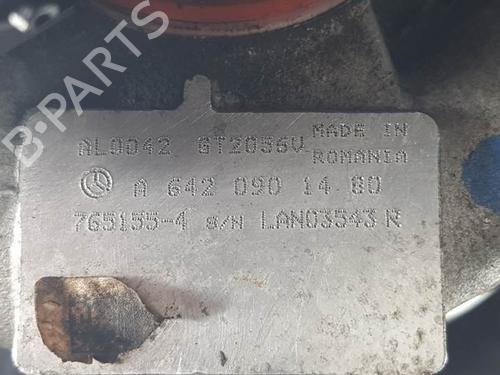 B-PARTS
AL0042 GT2056V MADE IN
ROMANIA
A 642 090 14 80
765155-4 S/N LAN03543 R